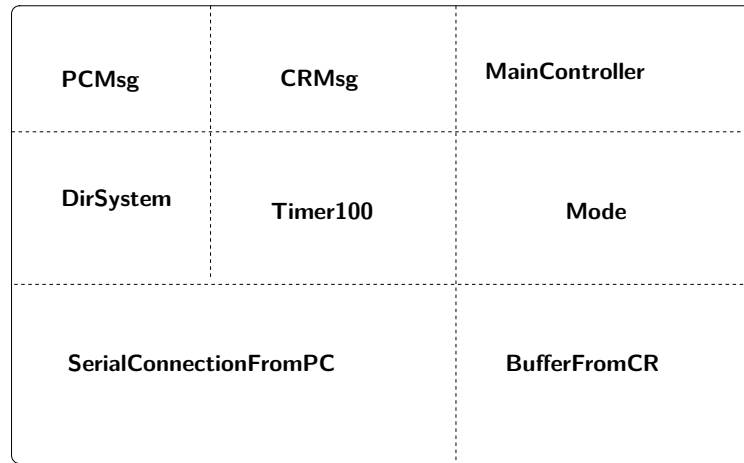 PCMsg
CRMsg
MainController
DirSystem
Timer100
Mode
SerialConnectionFromPC
BufferFromCR